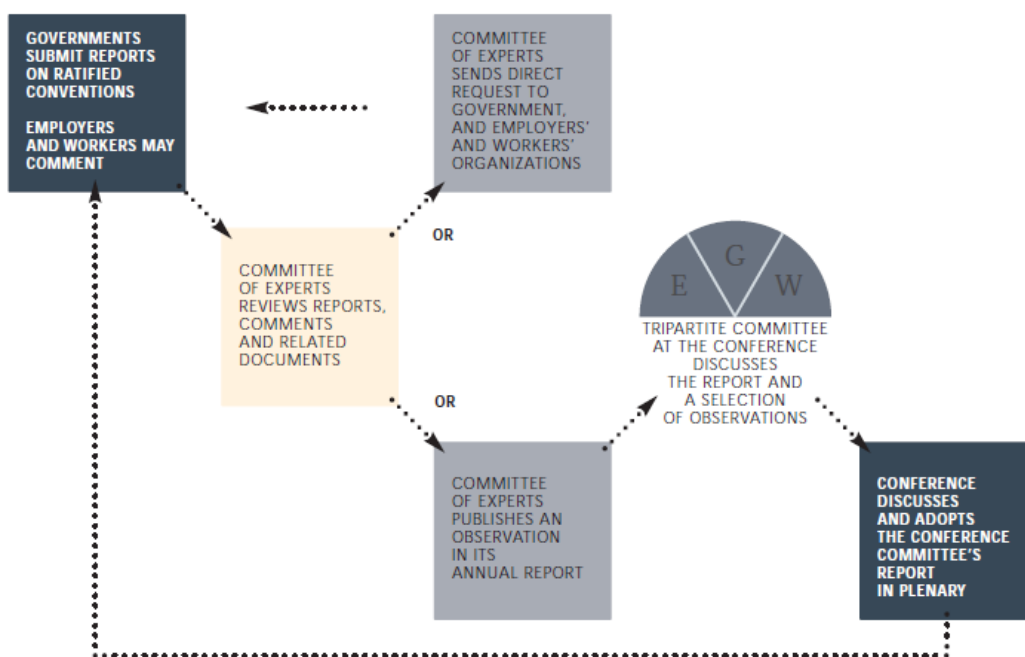 GOVERNMENTS
SUBMIT REPORTS
ON RATIFIED
CONVENTIONS
EMPLOYERS
AND WORKERS MAY
COMMENT
COMMITTEE
OF EXPERTS
SENDS DIRECT
REQUEST TO
GOVERNMENT,
AND EMPLOYERS'
AND WORKERS'
ORGANIZATIONS
OR
COMMITTEE
OF EXPERTS
REVIEWS REPORTS,
COMMENTS
AND RELATED
DOCUMENTS
OR
COMMITTEE
OF EXPERTS
PUBLISHES AN
OBSERVATION
IN ITS
ANNUAL REPORT
E
G
W
TRIPARTITE COMMITTEE
AT THE CONFERENCE
DISCUSSES
THE REPORT AND
A SELECTION
OF OBSERVATIONS
CONFERENCE
DISCUSSES
AND ADOPTS
THE CONFERENCE
COMMITTEE'S
REPORT
IN PLENARY